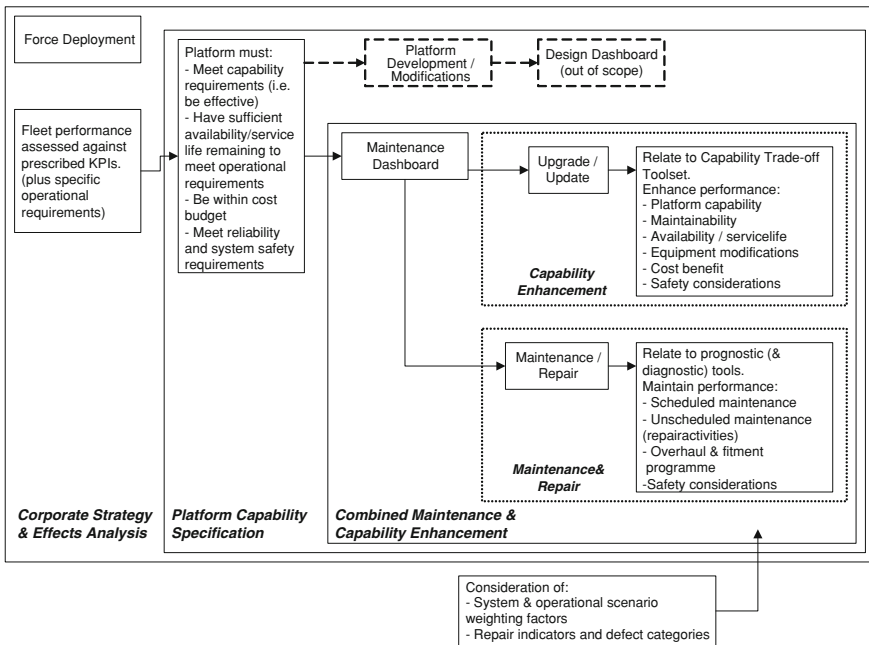 Force Deployment
Fleet performance
assessed against
prescribed KPIs.
(plus specific
operational
requirements)
Corporate Strategy
& Effects Analysis
Platform must:
- Meet capability
requirements (i.e.
be effective)
- Have sufficient
availability/service
life remaining to
meet operational
requirements
- Be within cost
budget
- Meet reliability
and system safety
requirements
Platform Capability
Specification
Platform
Development /
Modifications
Design Dashboard
(out of scope)
Maintenance
Dashboard
Upgrade /
Update
Relate to Capability Trade-off
Toolset.
Enhance performance:
- Platform capability
- Maintainability
- Availability / servicelife
- Equipment modifications
- Cost benefit
- Safety considerations
Capability
Enhancement
Maintenance /
Repair
Relate to prognostic (&
diagnostic) tools.
Maintain performance:
- Scheduled maintenance
- Unscheduled maintenance
(repairactivities)
- Overhaul & fitment
programme
-Safety considerations
Maintenance&
Repair
Combined Maintenance &
Capability Enhancement
Consideration of:
- System & operational scenario
weighting factors
- Repair indicators and defect categories